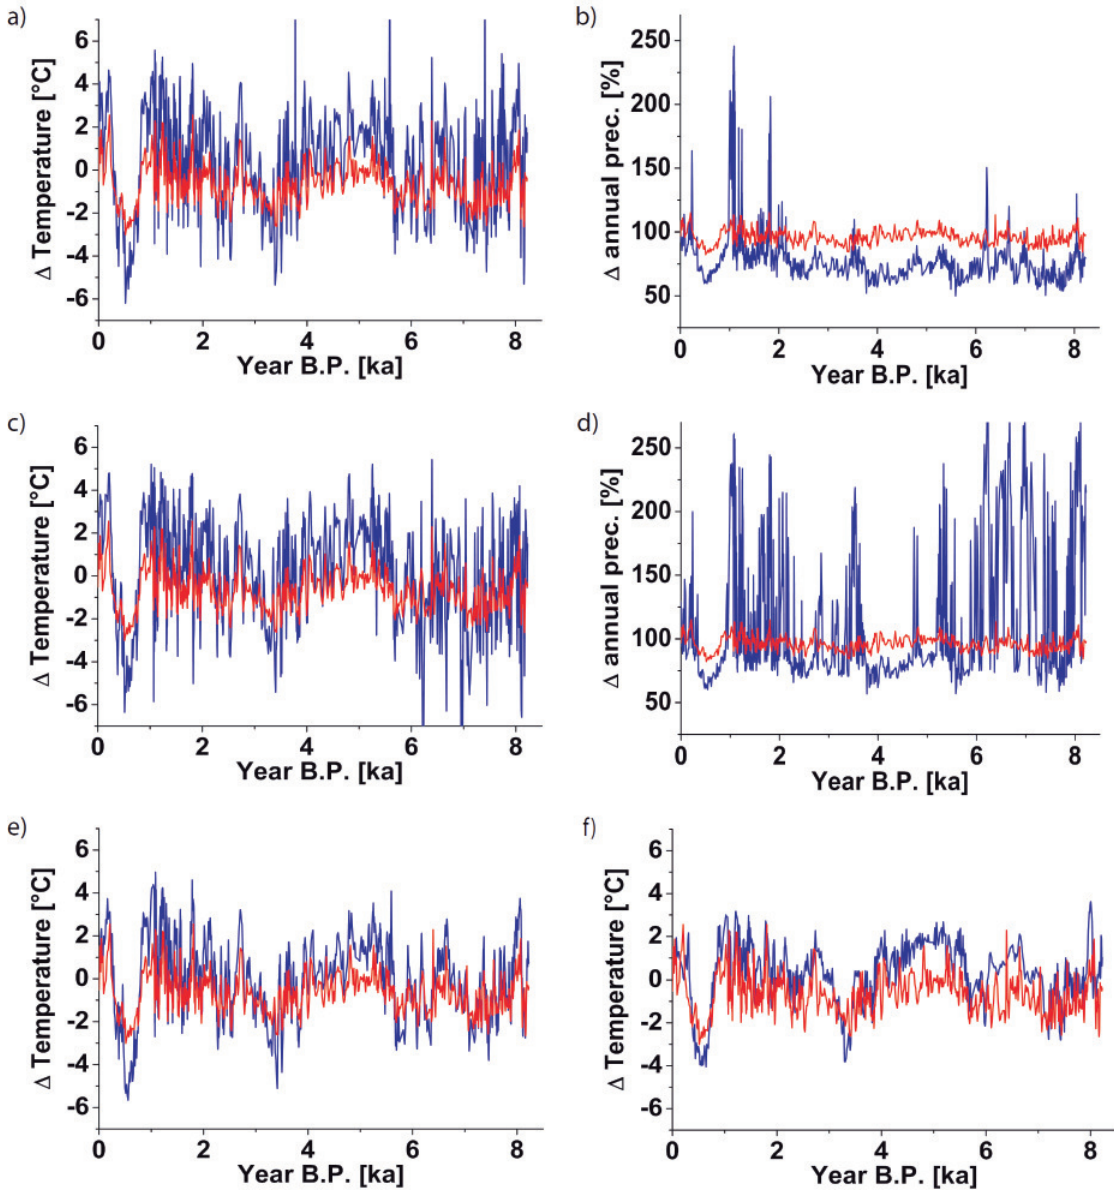 a)
Δ Temperature [°C]
6
4
2
0
-2
-4
-6
0 2 4 6 8
Year B.P. [ka]
b)
Δ annual prec. [%]
250
200
150
100
50
0 2 4 6 8
Year B.P. [ka]
c)
Δ Temperature [°C]
6
4
2
0
-2
-4
-6
0 2 4 6 8
Year B.P. [ka]
d)
Δ annual prec. [%]
250
200
150
100
50
0 2 4 6 8
Year B.P. [ka]
e)
Δ Temperature [°C]
6
4
2
0
-2
-4
-6
0 2 4 6 8
Year B.P. [ka]
f)
Δ Temperature [°C]
6
4
2
0
-2
-4
-6
0 2 4 6 8
Year B.P. [ka]